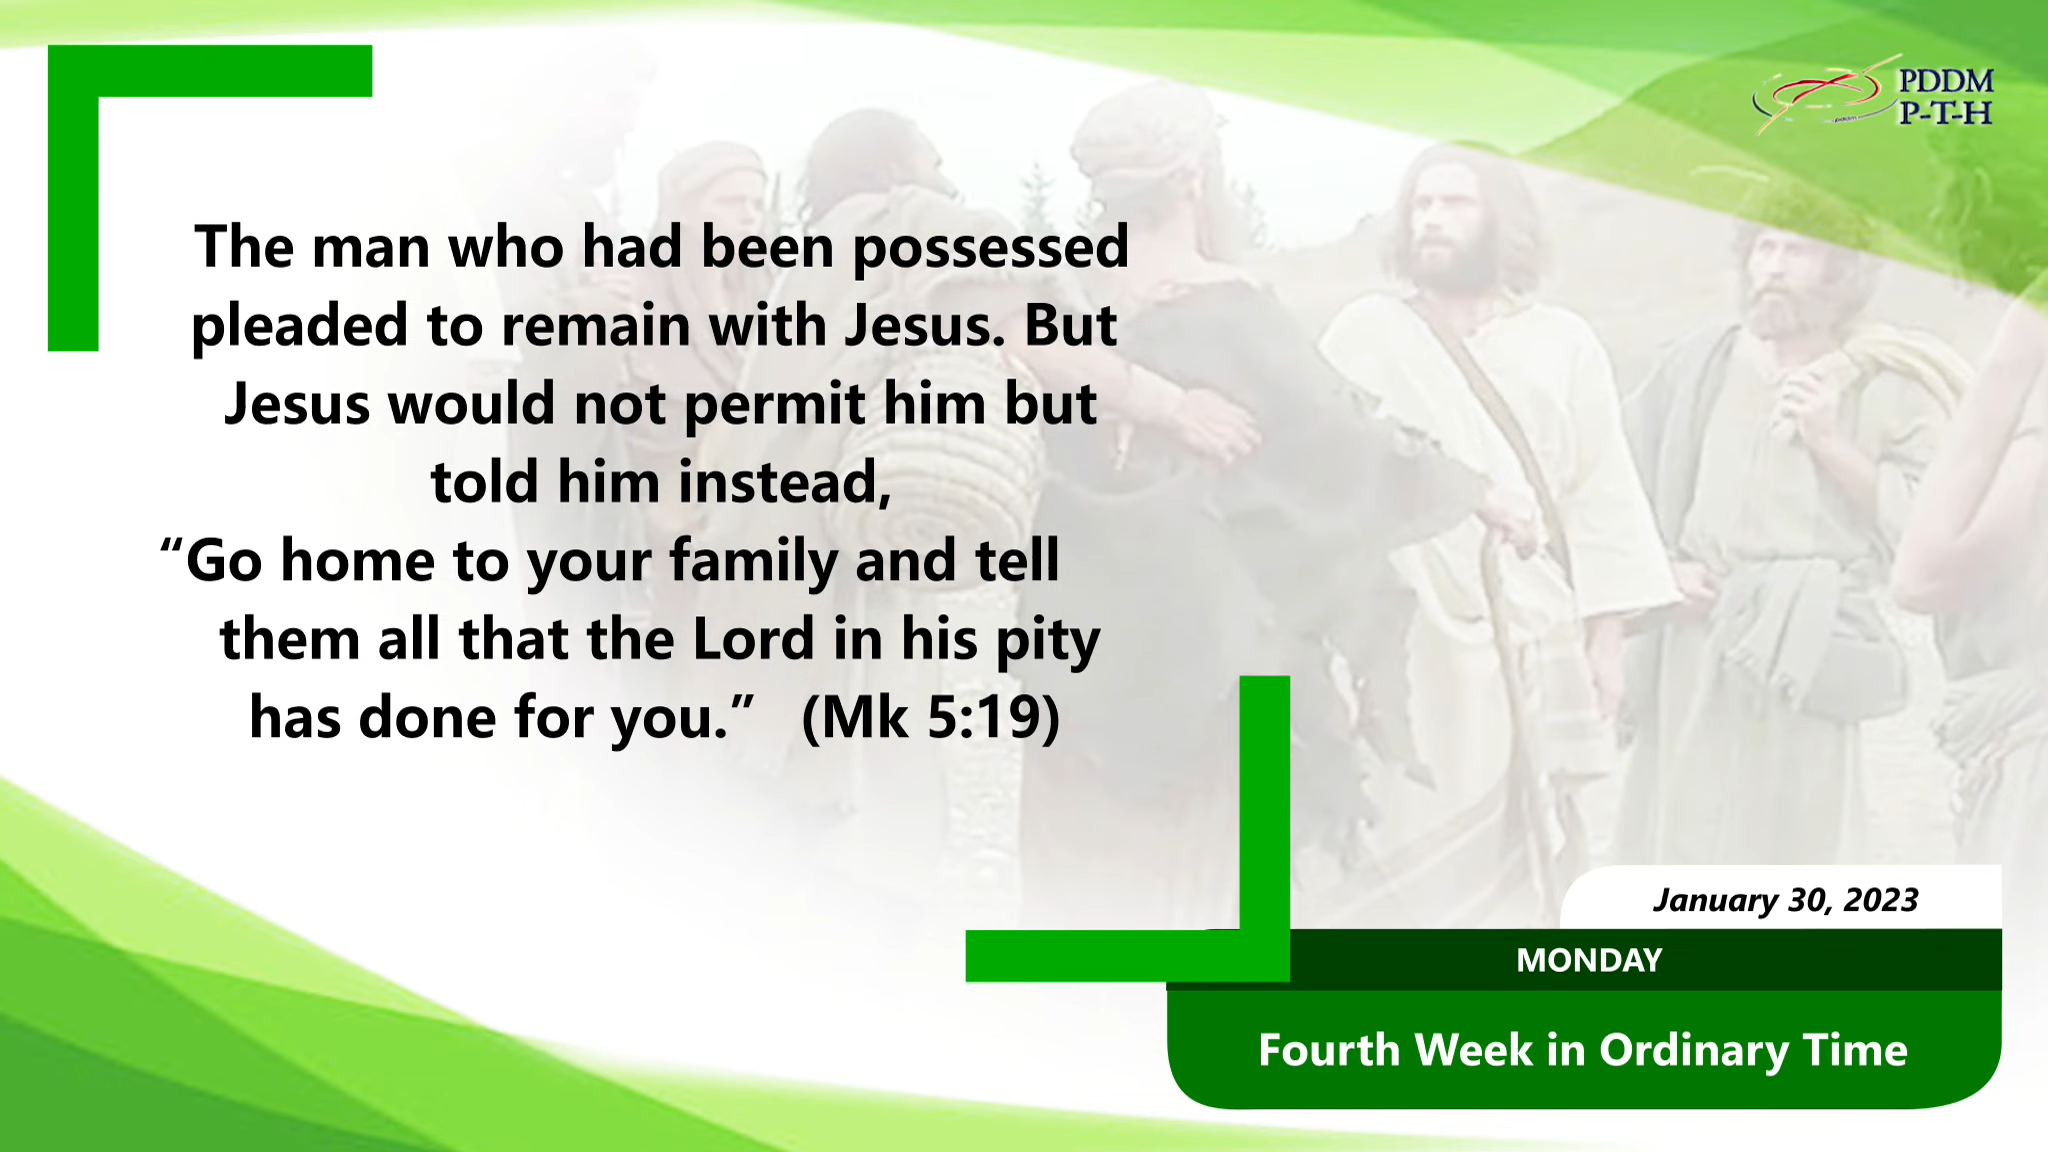 PDDM
P-T-H
The man who had been possessed
pleaded to remain with Jesus. But
Jesus would not permit him but
told him instead,
“Go home to your family and tell
them all that the Lord in his pity
has done for you.” (Mk 5:19)
January 30, 2023
MONDAY
Fourth Week in Ordinary Time